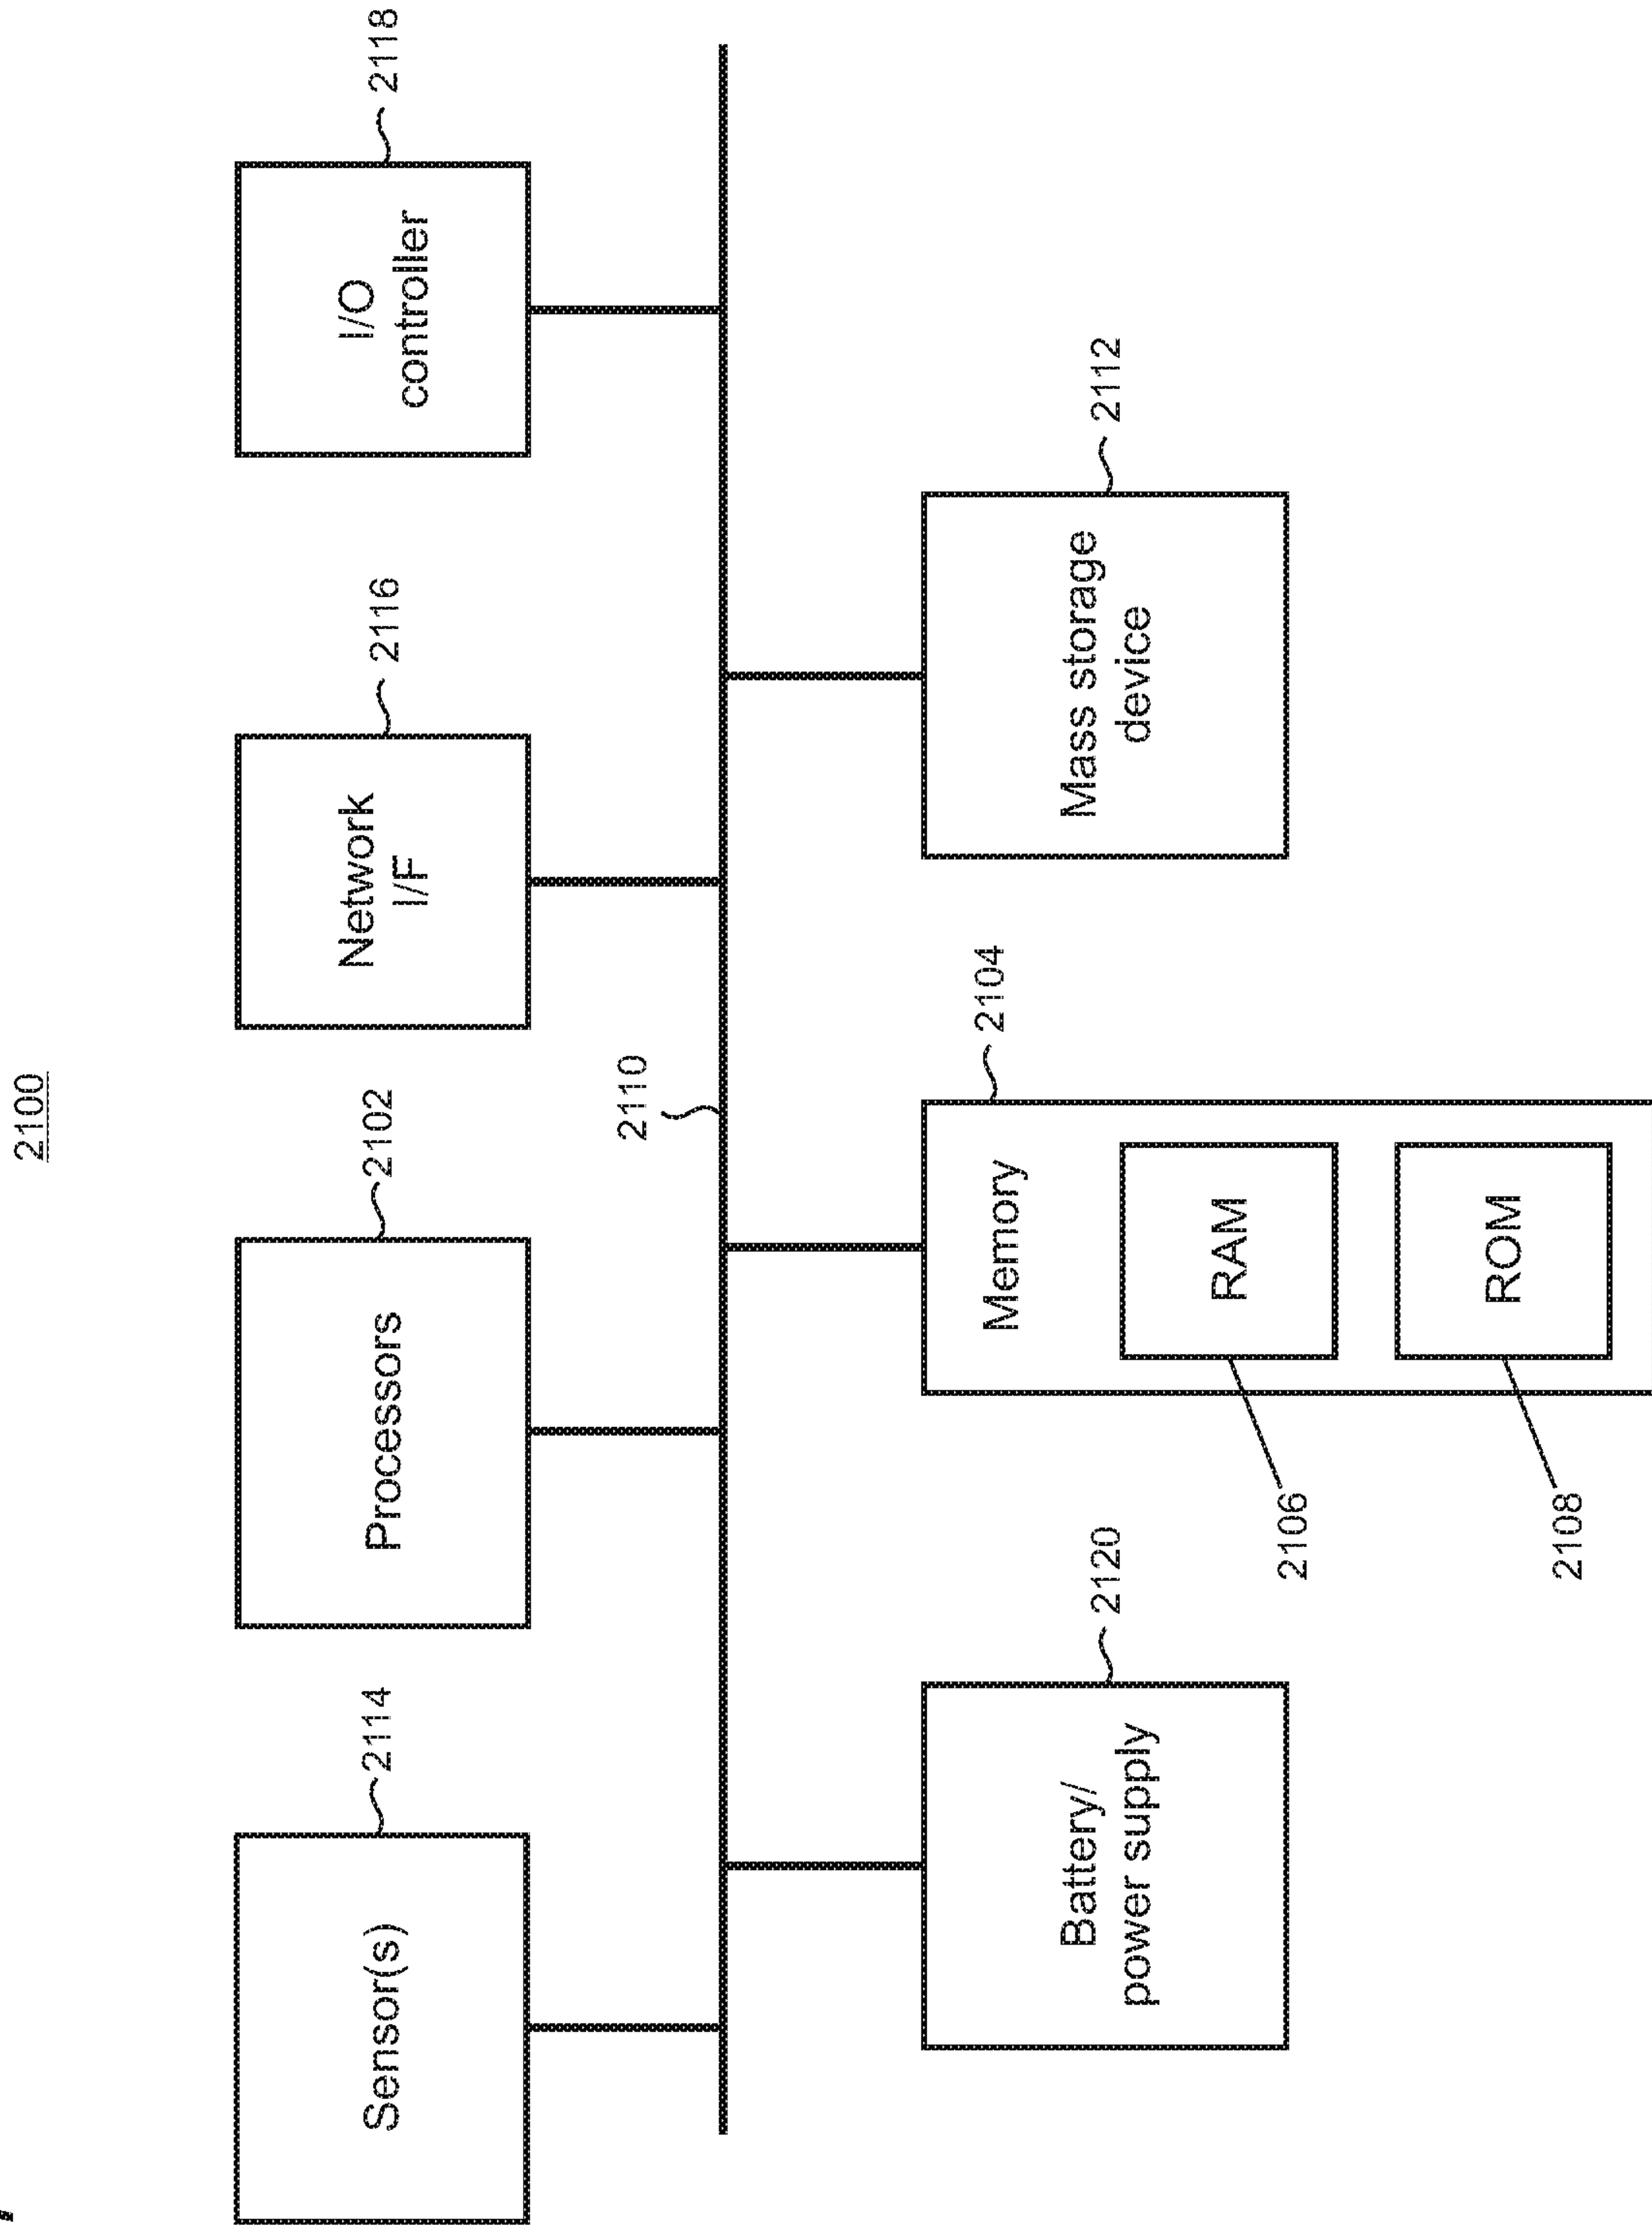 2100
2114
2102
2116
2118
Sensor(s)
Processors
Network
I/F
I/O
controller
2110
2120
2104
2112
Battery/
power supply
Memory
Mass storage
device
RAM
2106
ROM
2108